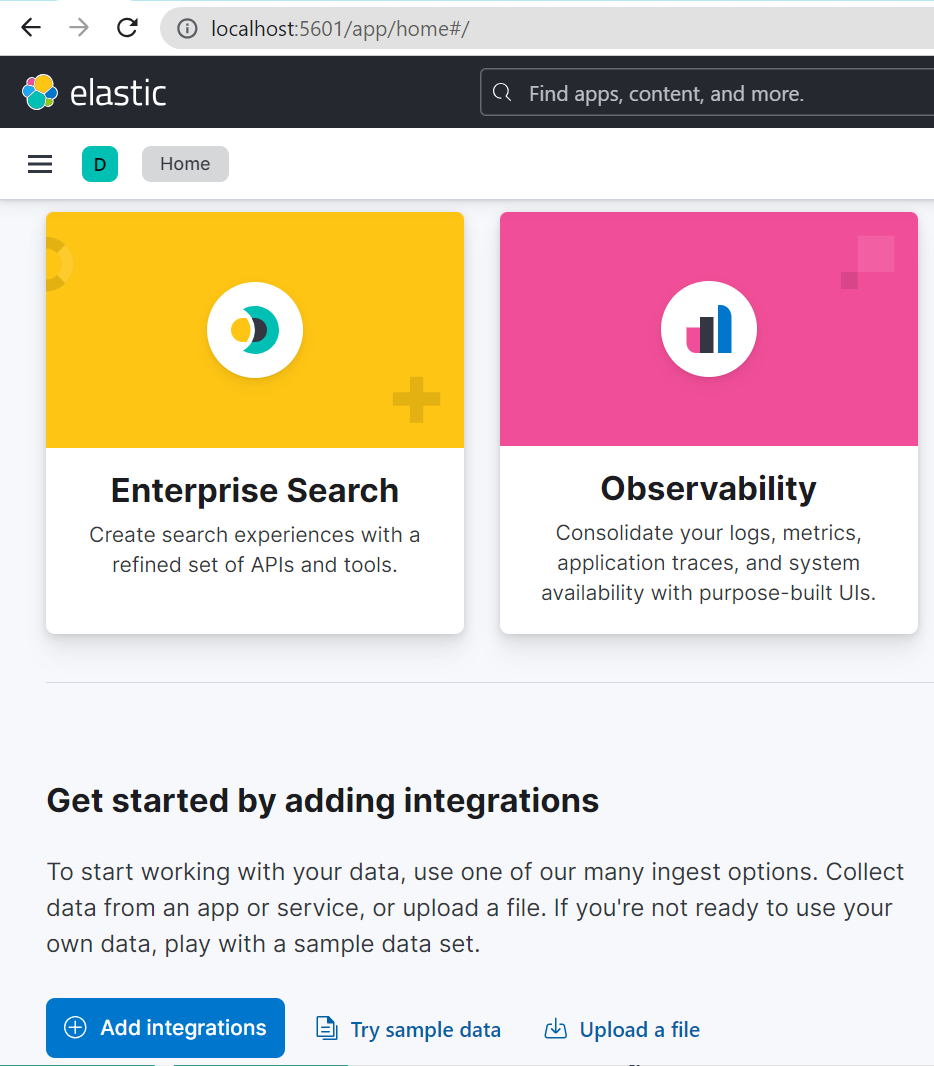 localhost:5601/app/home#/
elastic
Find apps, content, and more.
D
Home
Enterprise Search
Create search experiences with a
refined set of APIs and tools.
Observability
Consolidate your logs, metrics,
application traces, and system
availability with purpose-built UIs.
Get started by adding integrations
To start working with your data, use one of our many ingest options. Collect
data from an app or service, or upload a file. If you're not ready to use your
own data, play with a sample data set.
Add integrations
Try sample data
Upload a file